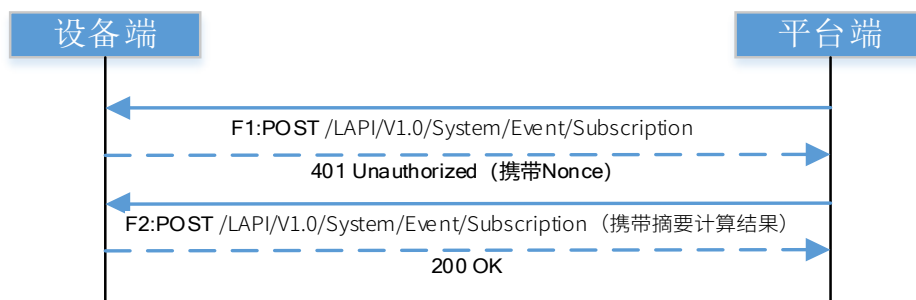 设备端
平台端
F1:POST /LAPI/V1.0/System/Event/Subscription
401 Unauthorized（携带Nonce）
F2:POST /LAPI/V1.0/System/Event/Subscription（携带摘要计算结果）
200 OK